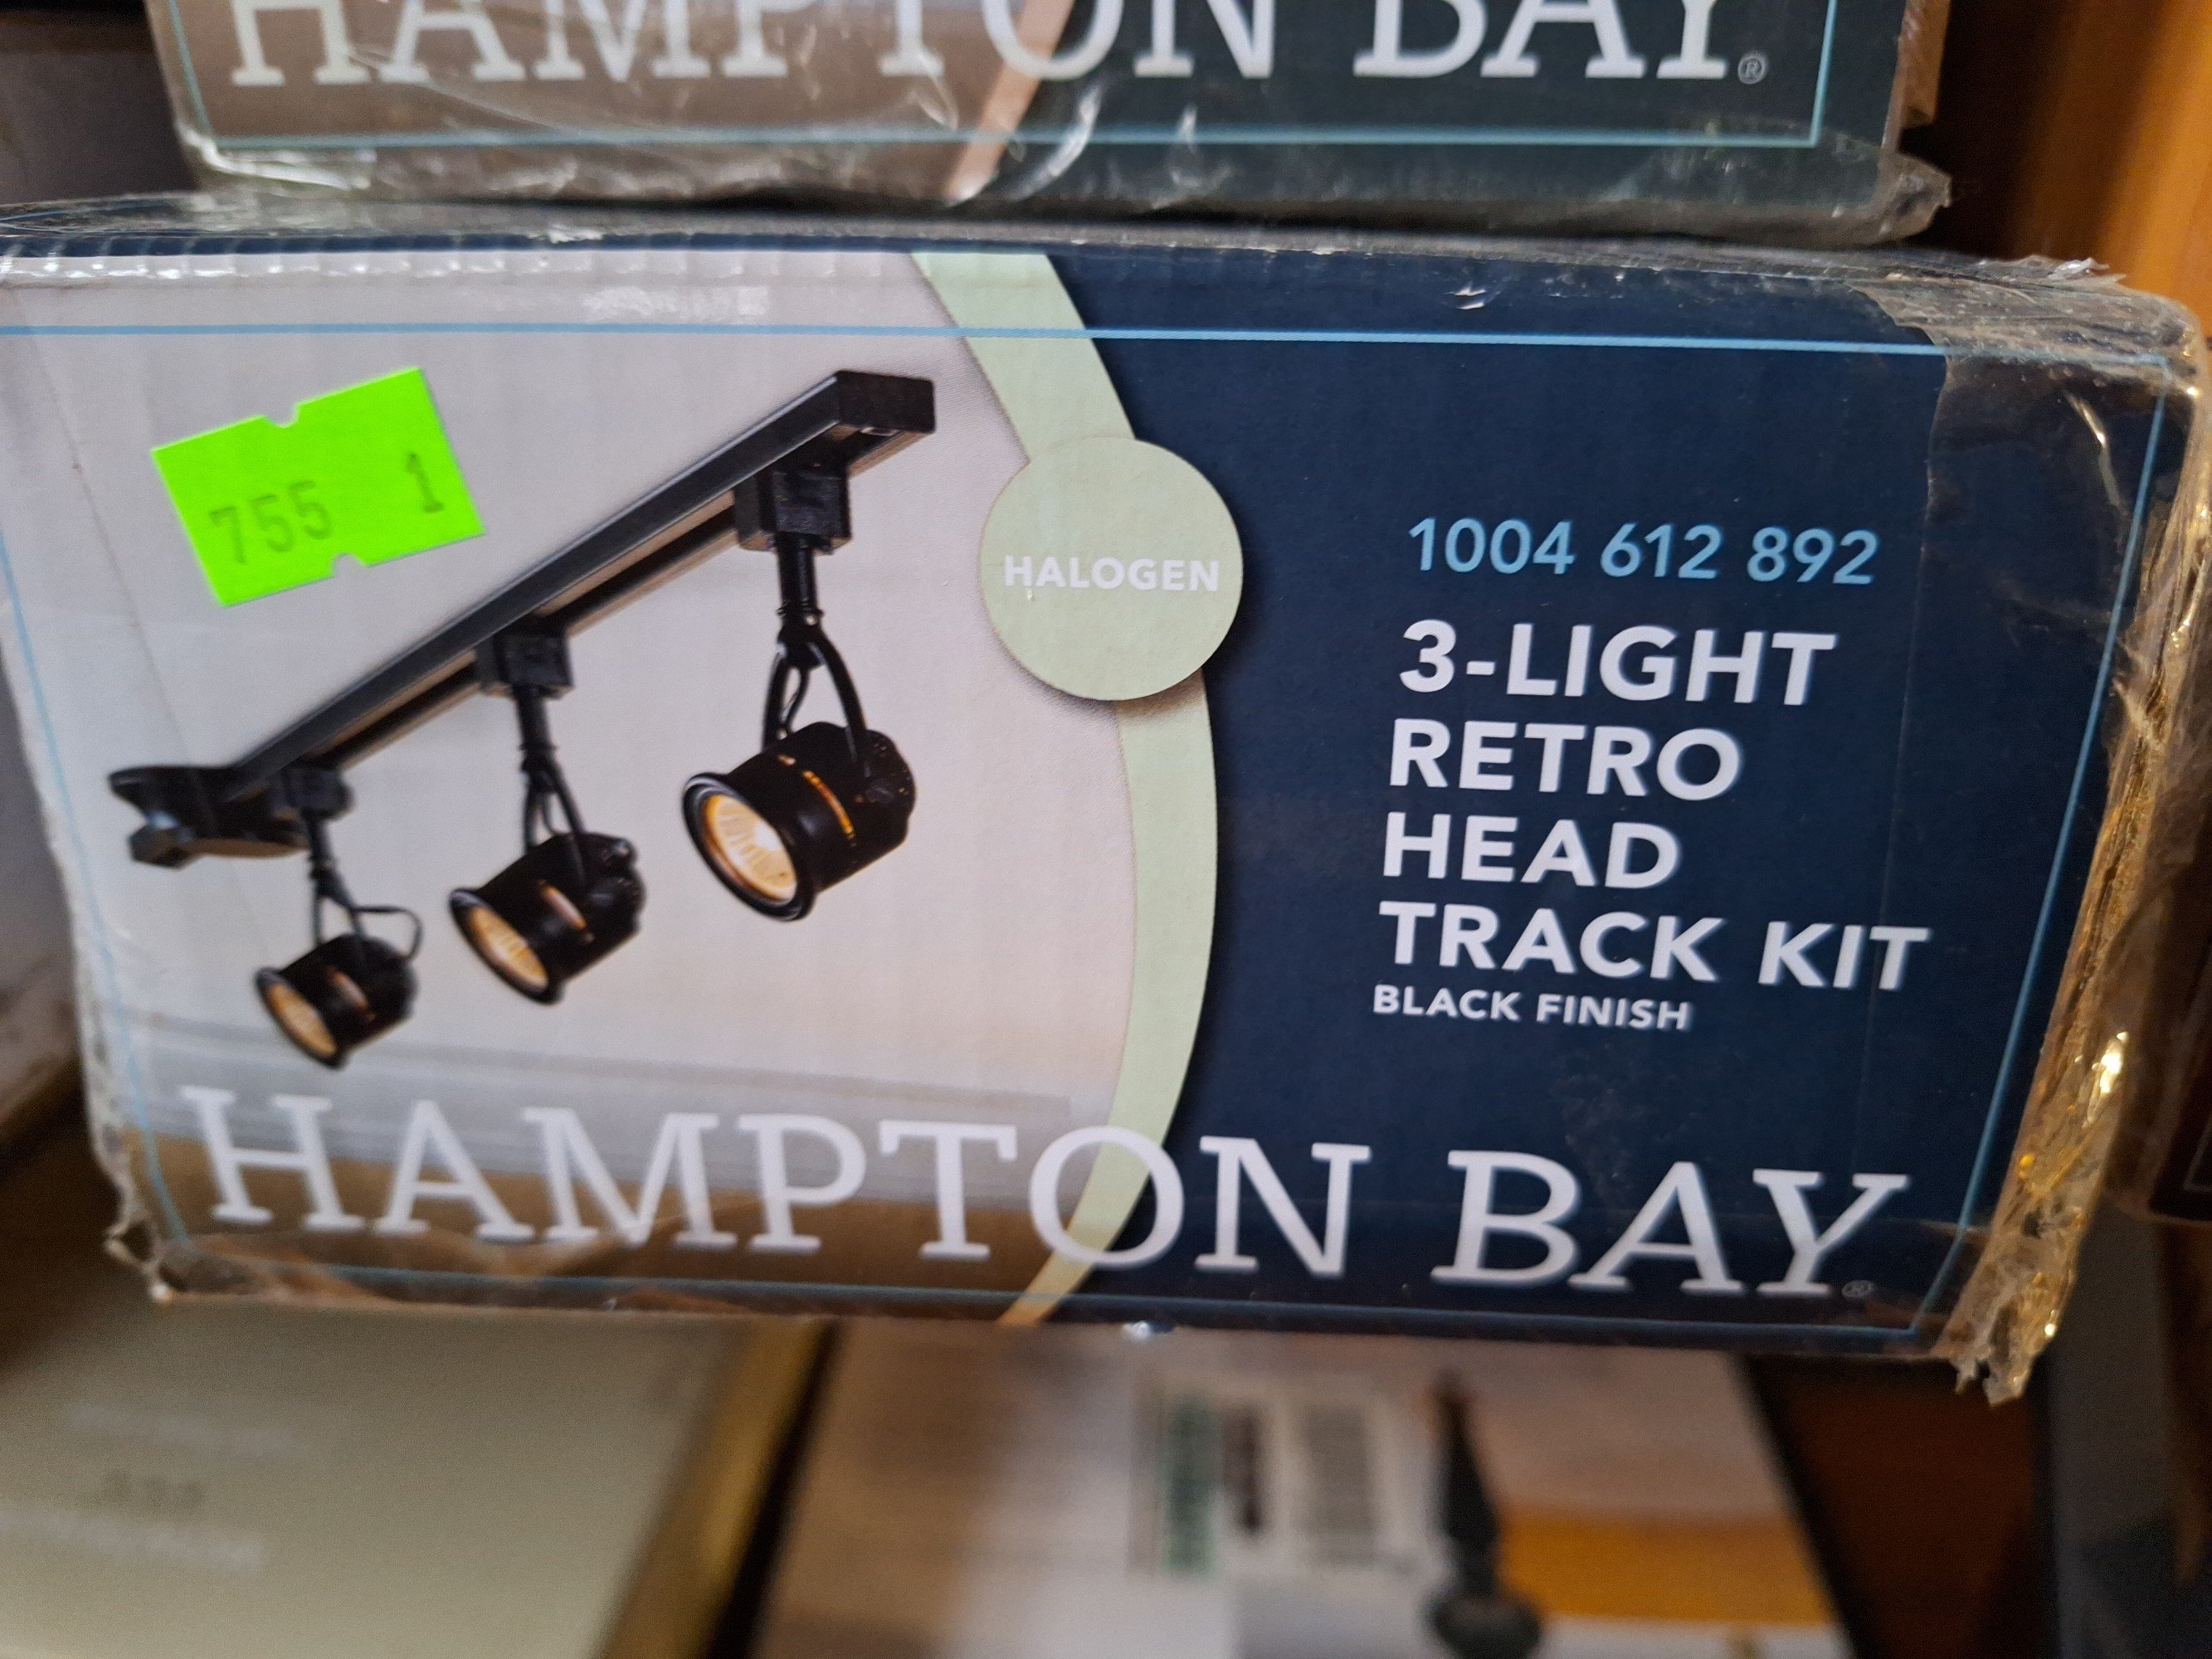 HAMPTON BAY®
755 1
HALOGEN
1004 612 892
3-LIGHT
RETRO
HEAD
TRACK KIT
BLACK FINISH
HAMPTON BAY®